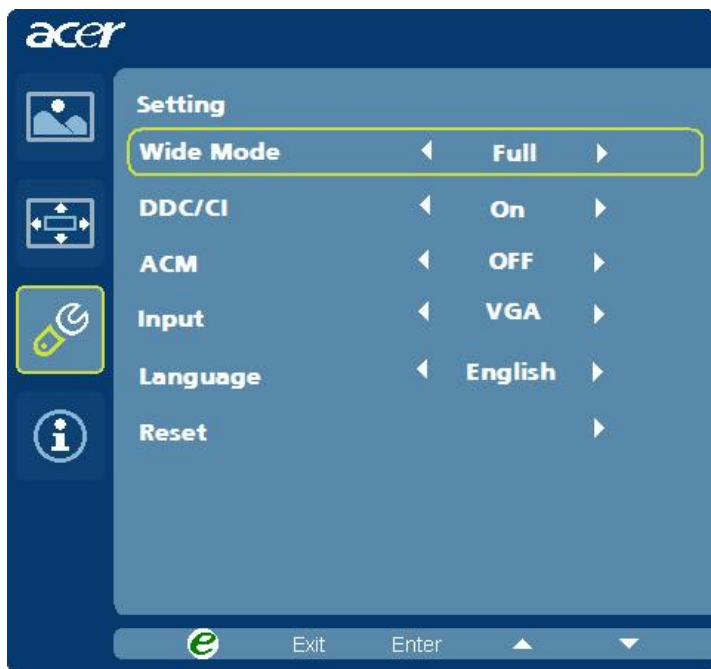 acer
Setting
Wide Mode Full
DDC/CI On
ACM OFF
Input VGA
Language English
Reset
e Exit Enter